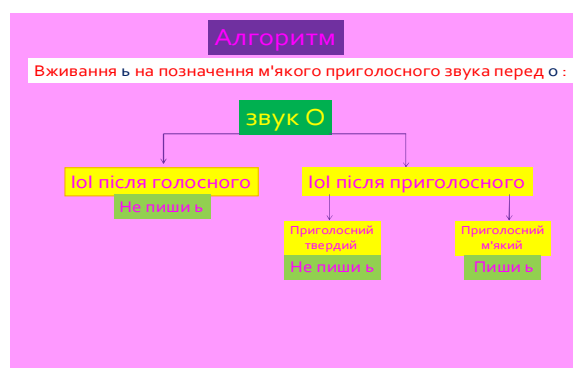 Алгоритм
Вживання ь на позначення м'якого приголосного звука перед о :
звук О
ІоІ після голосного
Не пиши ь
ІоІ після приголосного
Приголосний
твердий
Не пиши ь
Приголосний
м'який
Пиши ь